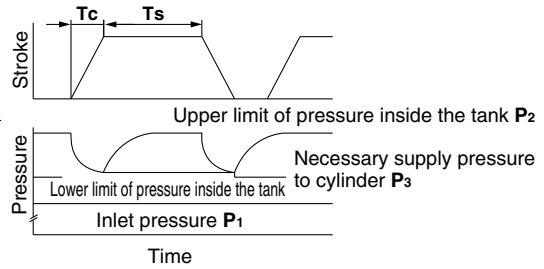 Tc Ts
Stroke
Upper limit of pressure inside the tank P2
Pressure
Necessary supply pressure
to cylinder P3
Lower limit of pressure inside the tank
Inlet pressure P1
Time